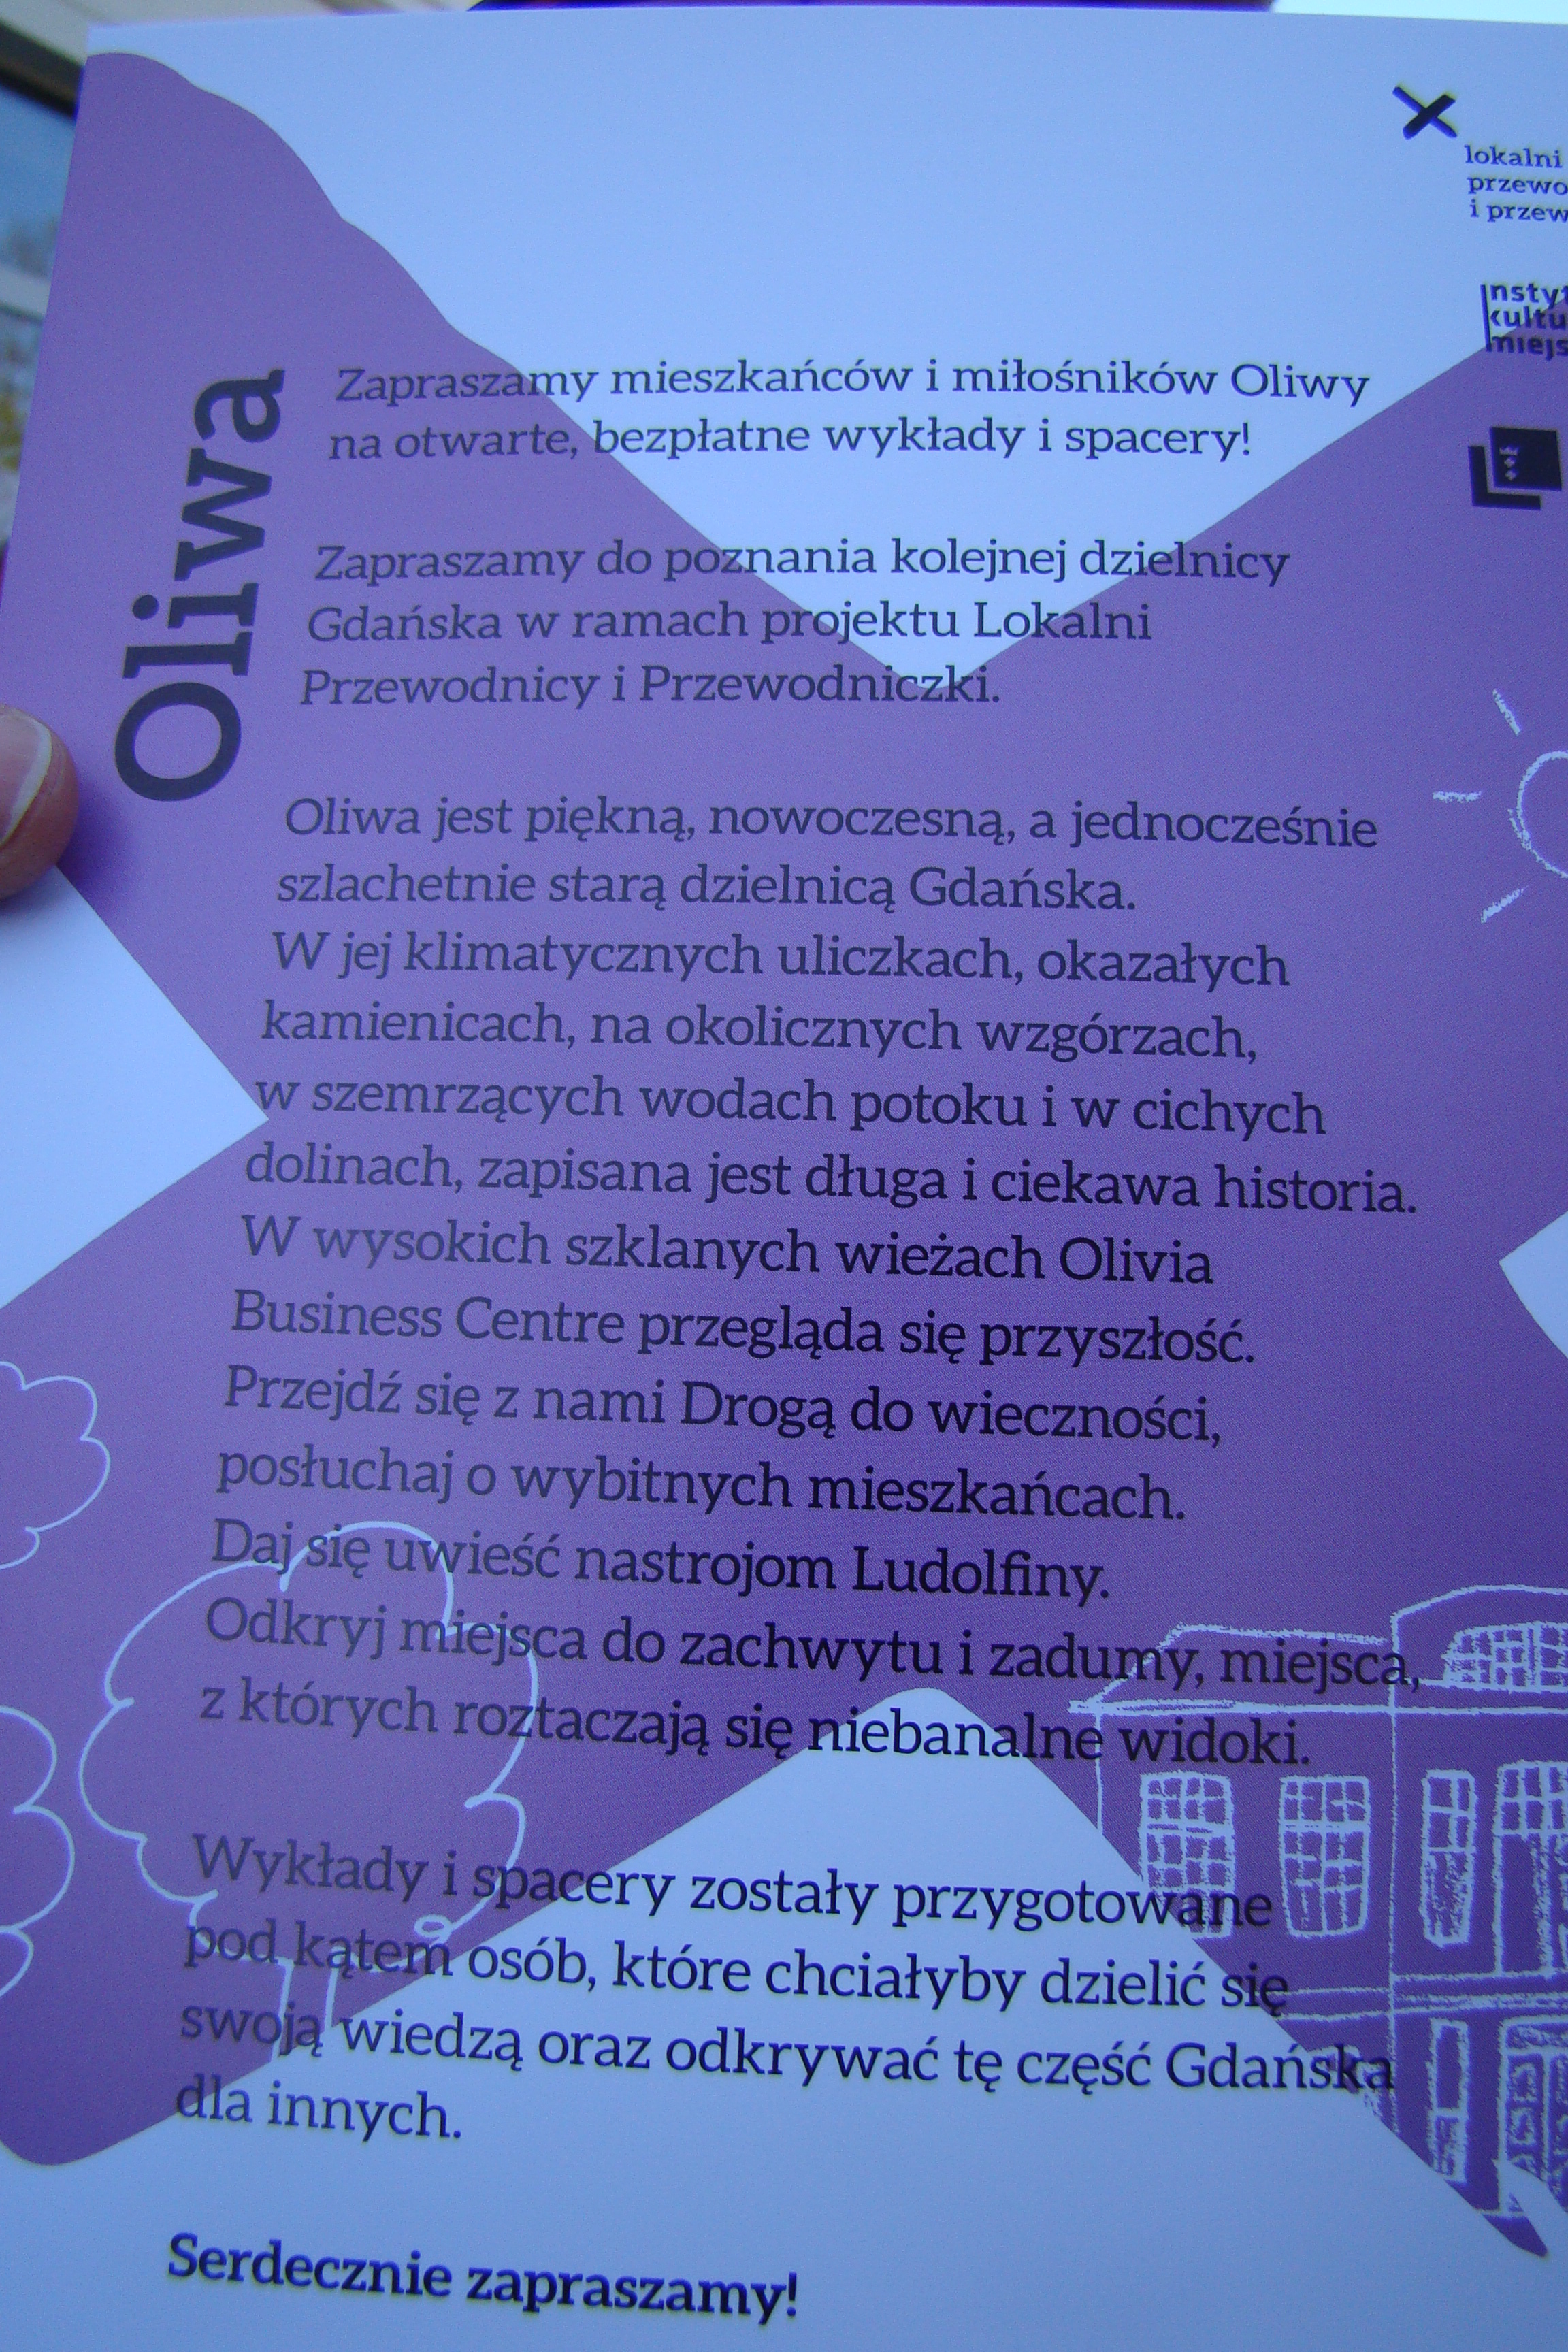 lokalni
i
Oliwa
Zapraszamy mieszkańców i miłośników Oliwy
na otwarte, bezpłatne wykłady i spacery!
Zapraszamy do poznania kolejnej dzielnicy
Gdańska w ramach projektu Lokalni
Przewodnicy i Przewodniczki.
Oliwa jest piękną, nowoczesną, a jednocześnie
szlachetnie starą dzielnicą Gdańska.
W jej klimatycznych uliczkach, okazałych
kamienicach, na okolicznych wzgórzach,
w szemrzących wodach potoku i w cichych
dolinach, zapisana jest długa i ciekawa historia.
W wysokich szklanych wieżach Olivia
Business Centre przegląda się przyszłość.
Przejdź się z nami Drogą do wieczności,
posłuchaj o wybitnych mieszkańcach.
Daj się uwieść nastrojom Ludolfiny.
Odkryj miejsca do zachwytu i zadumy, miejsca,
z których roztaczają się niebanalne widoki.
Wykłady i spacery zostały przygotowane
pod kątem osób, które chciałyby dzielić się
swoją wiedzą oraz odkrywać tę część Gdańska
dla innych.
Serdecznie zapraszamy!